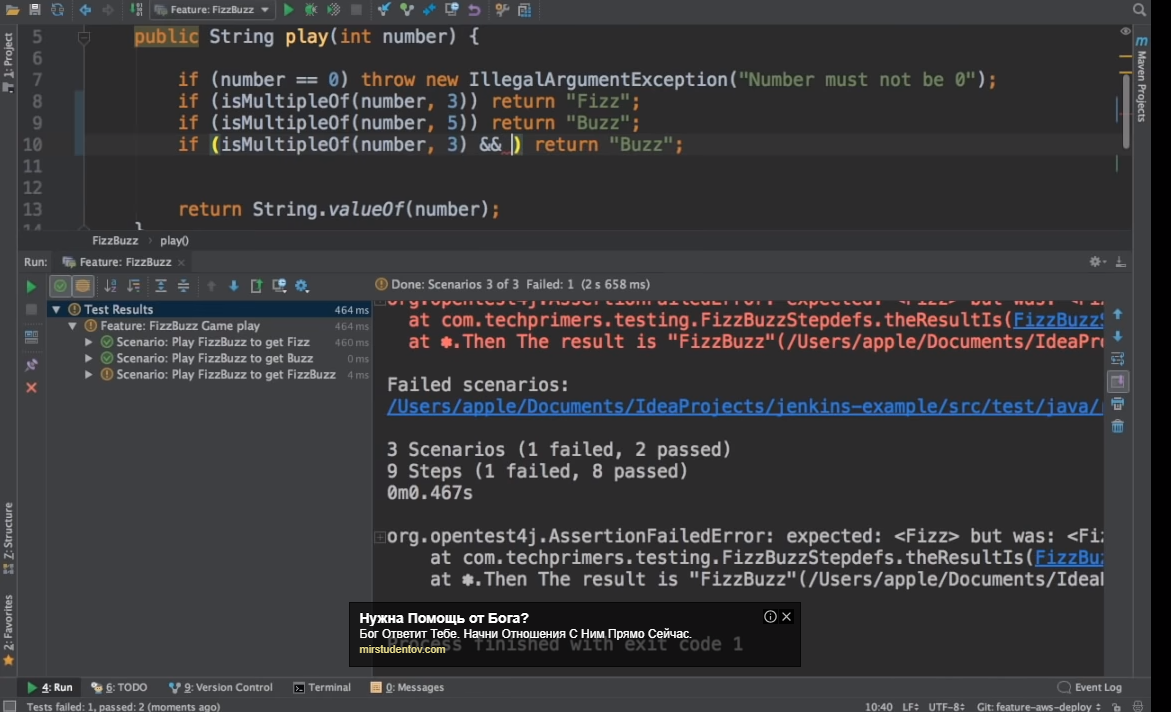 Feature: FizzBuzz
1: Project
Maven Projects
5 public String play(int number) {
6
7 if (number == 0) throw new IllegalArgumentException("Number must not be 0");
8 if (isMultipleOf(number, 3)) return "Fizz";
9 if (isMultipleOf(number, 5)) return "Buzz";
10 if (isMultipleOf(number, 3) && ) return "Buzz";
11
12
13 return String.valueOf(number);
14 }
FizzBuzz › play()
Run: Feature: FizzBuzz ×
Done: Scenarios 3 of 3 Failed: 1 (2 s 658 ms)
Test Results 464 ms
Feature: FizzBuzz Game play 464 ms
Scenario: Play FizzBuzz to get Fizz 460 ms
Scenario: Play FizzBuzz to get Buzz 0 ms
Scenario: Play FizzBuzz to get FizzBuzz 4 ms
org.opentest4j.AssertionFailedError: expected: <Fizz> but was: <Fi
at com.techprimers.testing.FizzBuzzStepdefs.theResultIs(FizzBuzz
at ✽.Then The result is "FizzBuzz"(/Users/apple/Documents/IdeaPr
Failed scenarios:
/Users/apple/Documents/IdeaProjects/jenkins-example/src/test/java/
3 Scenarios (1 failed, 2 passed)
9 Steps (1 failed, 8 passed)
0m0.467s
org.opentest4j.AssertionFailedError: expected: <Fizz> but was: <Fi
at com.techprimers.testing.FizzBuzzStepdefs.theResultIs(FizzBu
at ✽.Then The result is "FizzBuzz"(/Users/apple/Documents/Idea
Process finished with exit code 1
Нужна Помощь от Бога?
Бог Ответит Тебе. Начни Отношения С Ним Прямо Сейчас.
mirstudentov.com
Z: Structure
2: Favorites
4: Run 6: TODO 9: Version Control Terminal 0: Messages Event Log
Tests failed: 1, passed: 2 (moments ago) 10:40 LF÷ UTF-8÷ Git: feature-aws-deploy ÷